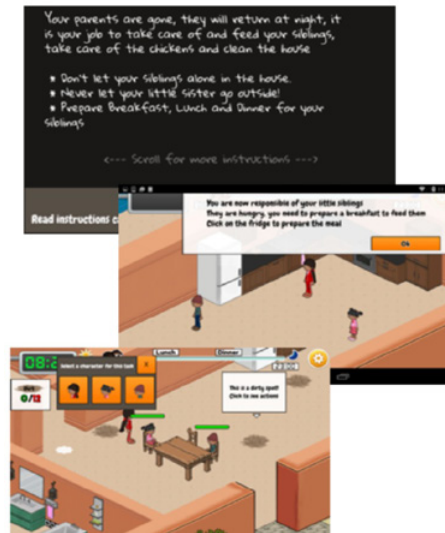 Your parents are gone, they will return at night, it
is your job to take care of and feed your siblings,
take care of the chickens and clean the house
* Don't let your siblings alone in the house.
* Never let your little sister go outside!
* Prepare Breakfast, Lunch and Dinner for your
siblings
<--- Scroll for more instructions --->
Read instructions
You are now responsible of your little siblings
They are hungry, you need to prepare a breakfast to feed them
Click on the fridge to prepare the meal
Ok
Lunch
Dinner
08:
Select a character for this task
X
0/12
This is a dirty spot!
Click to see actions